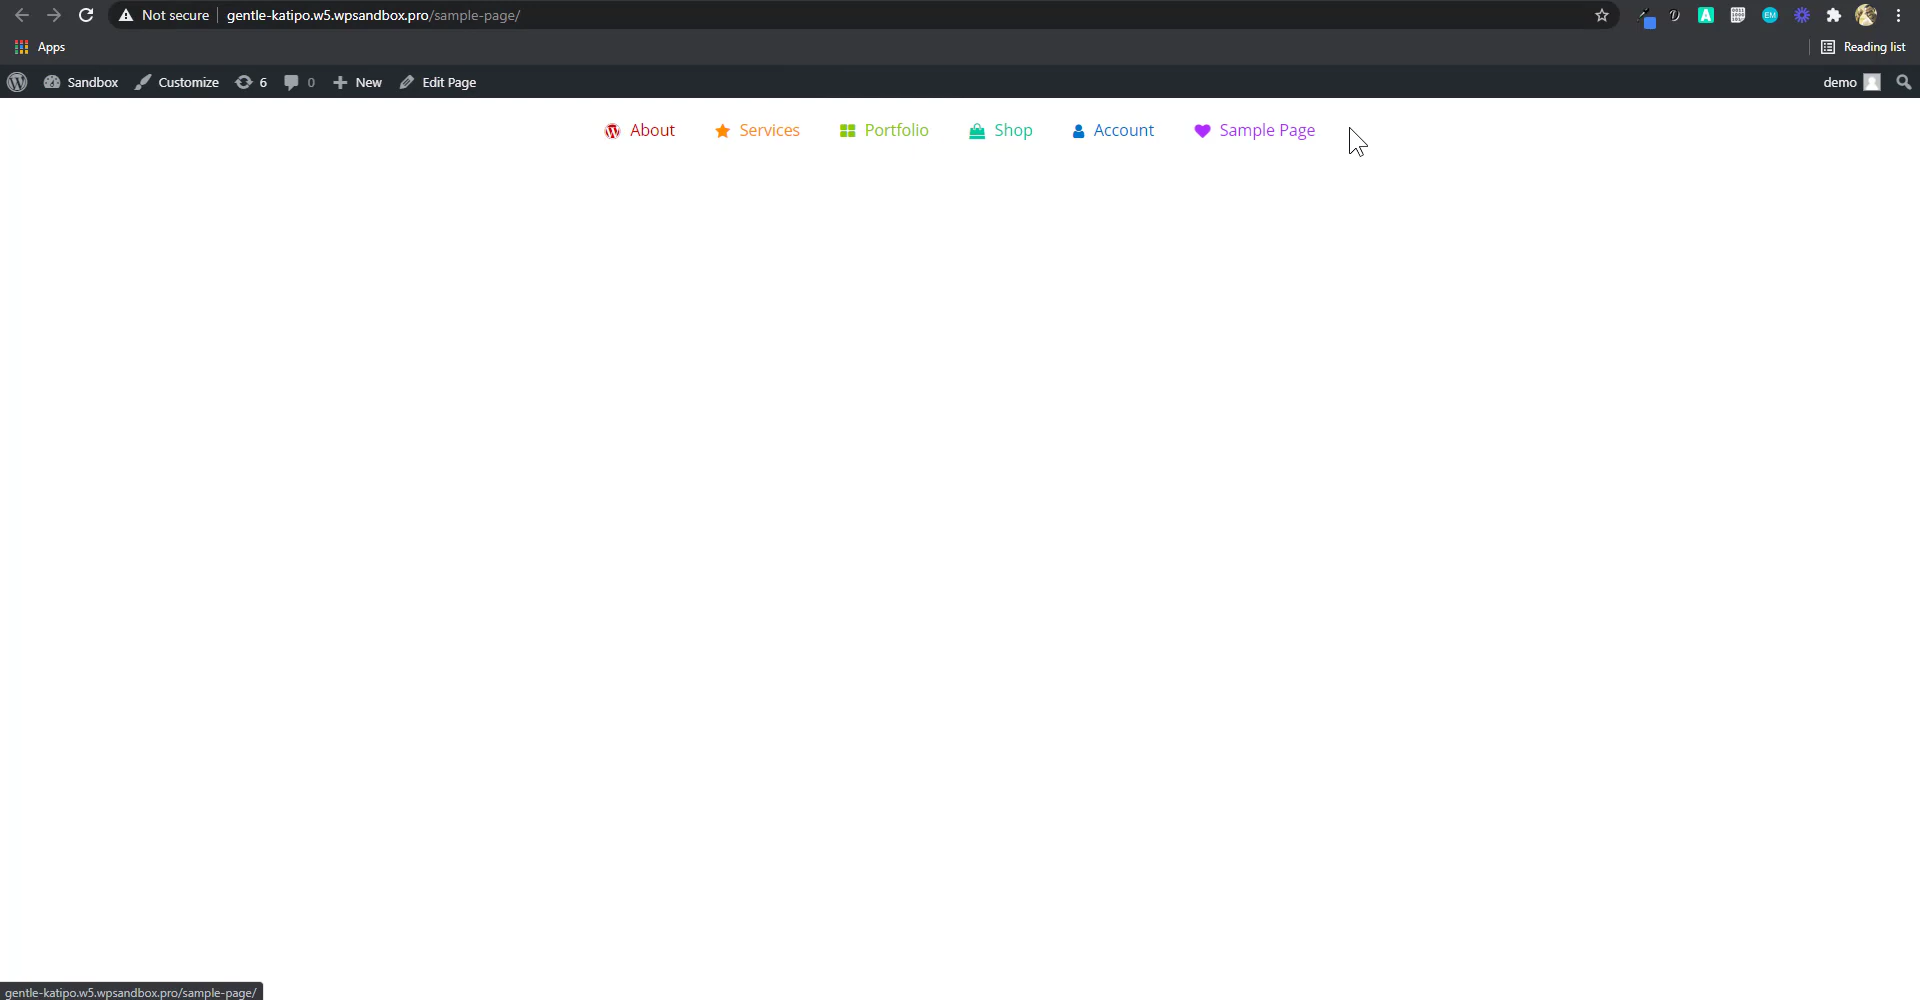 Not secure gentle-katipo.w5.wpsandbox.pro/sample-page/
Apps Reading list
Sandbox Customize 6 0 New Edit Page demo
About Services Portfolio Shop Account Sample Page
gentle-katipo.w5.wpsandbox.pro/sample-page/